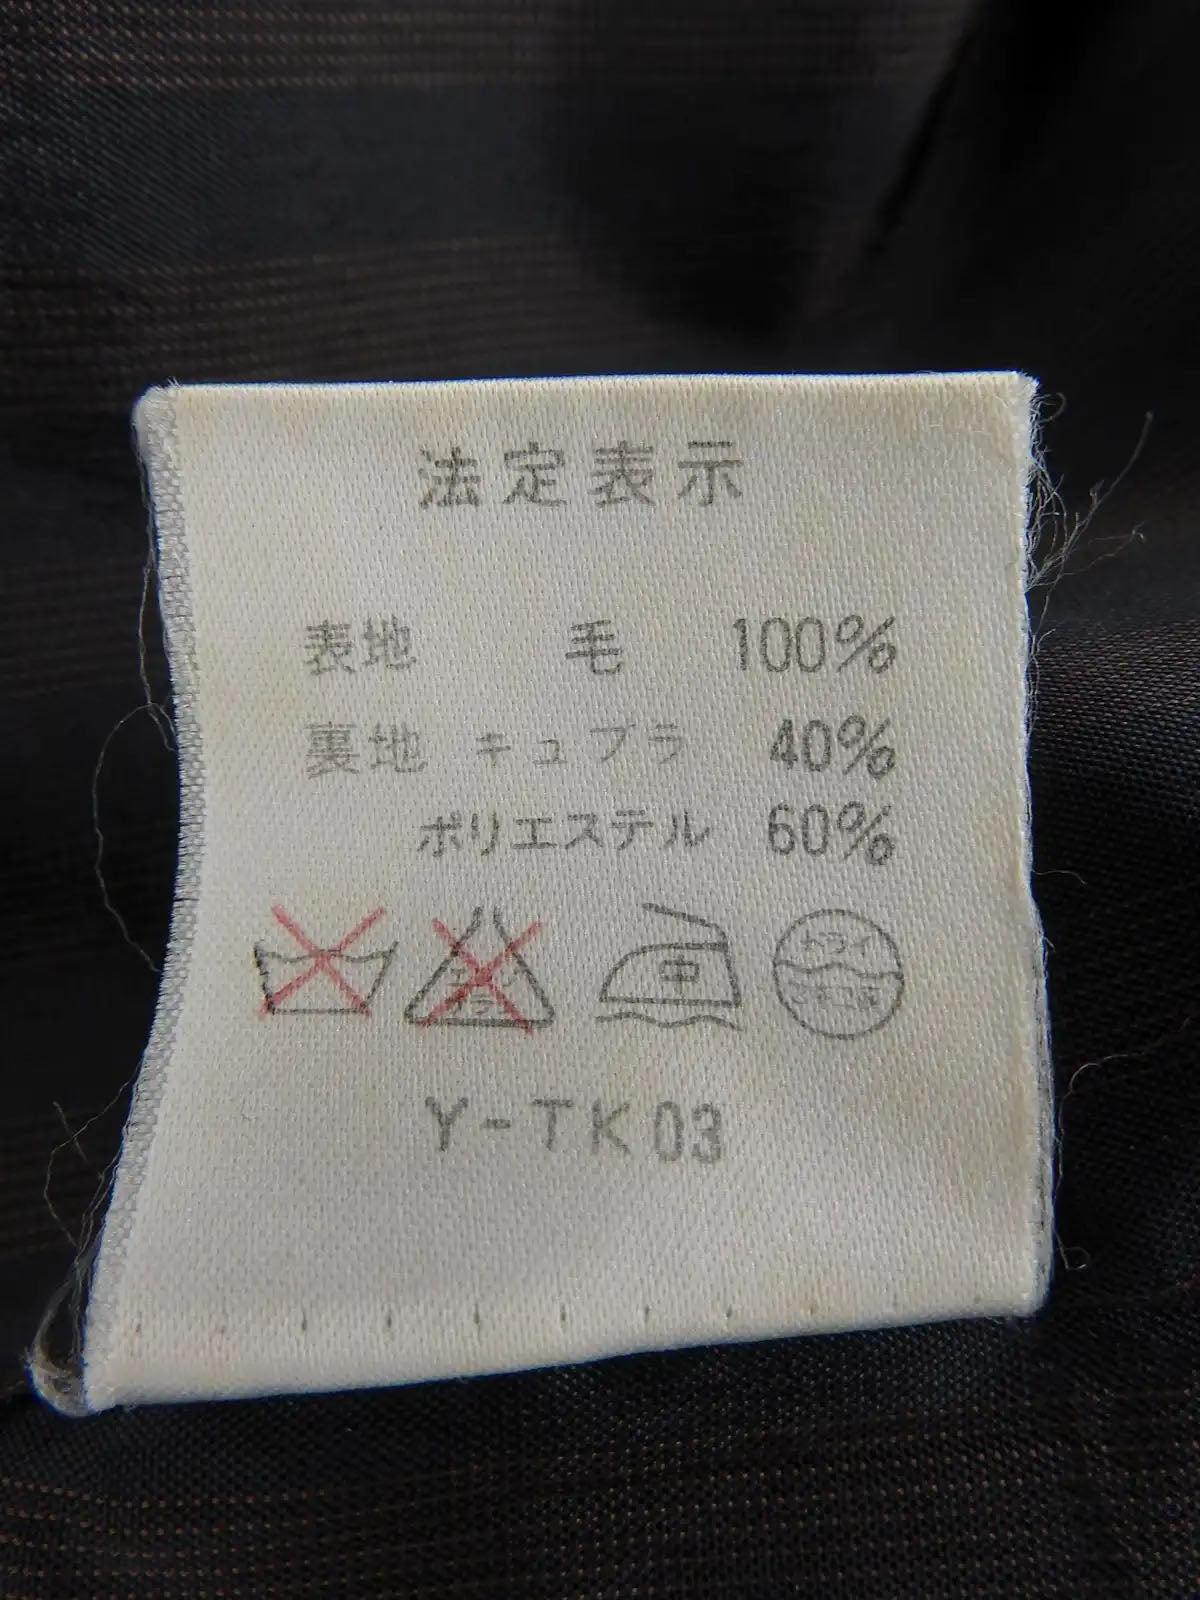 法定表示
表地 毛 100%
裏地 キュプラ 40%
ポリエステル 60%
中 ドライ
Y-TK03